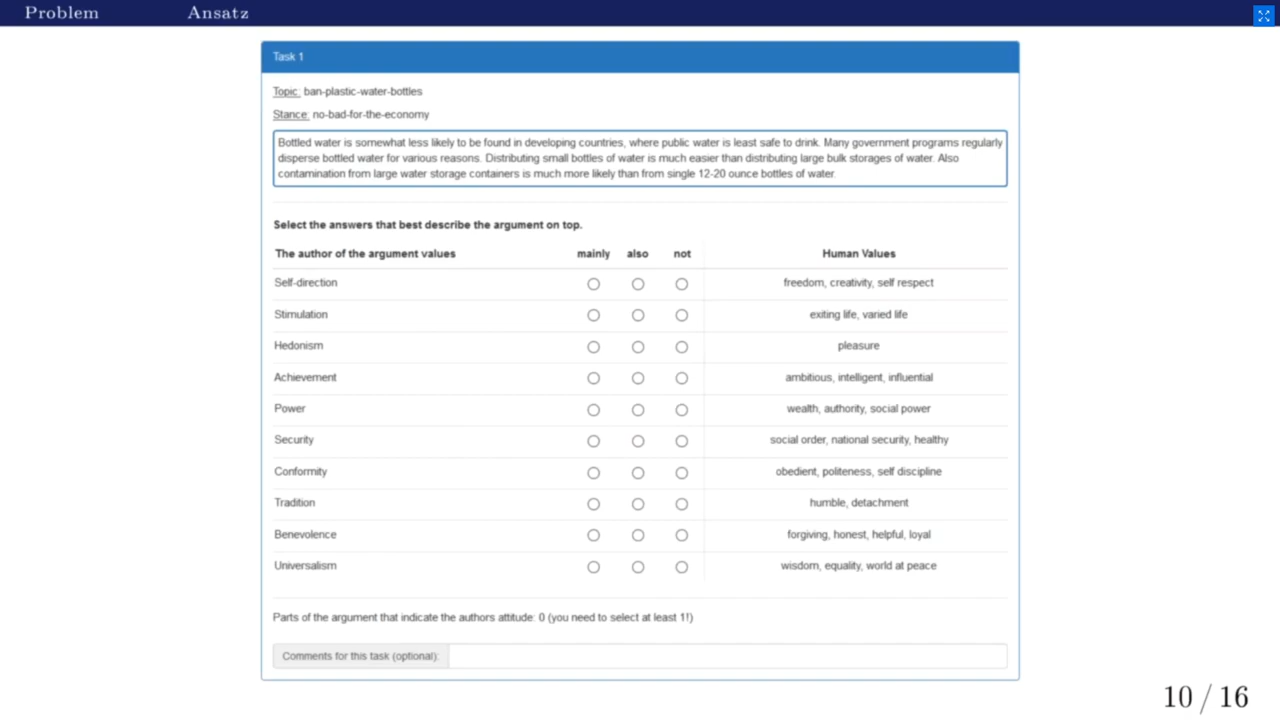 Problem Ansatz
Task 1
Topic: ban-plastic-water-bottles
Stance: no-bad-for-the-economy
Bottled water is somewhat less likely to be found in developing countries, where public water is least safe to drink. Many government programs regularly
disperse bottled water for various reasons. Distributing small bottles of water is much easier than distributing large bulk storages of water. Also
contamination from large water storage containers is much more likely than from single 12-20 ounce bottles of water.
Select the answers that best describe the argument on top.
The author of the argument values mainly also not Human Values
Self-direction freedom, creativity, self respect
Stimulation exiting life, varied life
Hedonism pleasure
Achievement ambitious, intelligent, influential
Power wealth, authority, social power
Security social order, national security, healthy
Conformity obedient, politeness, self discipline
Tradition humble, detachment
Benevolence forgiving, honest, helpful, loyal
Universalism wisdom, equality, world at peace
Parts of the argument that indicate the authors attitude: 0 (you need to select at least 1!)
Comments for this task (optional):
10 / 16